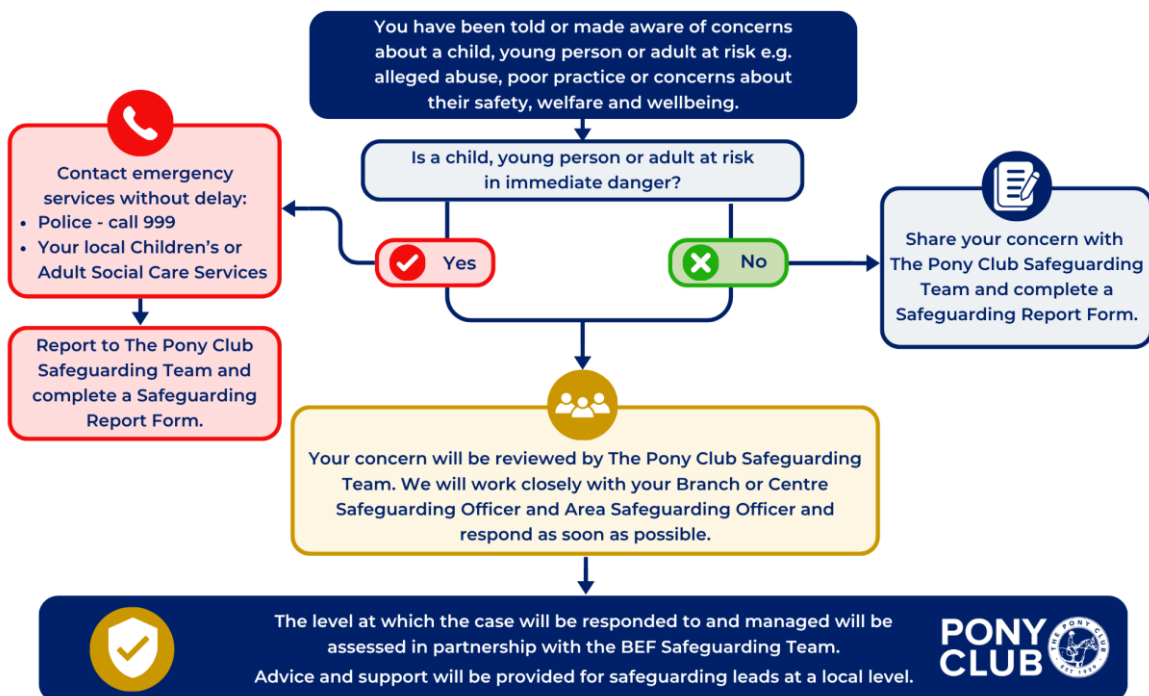 You have been told or made aware of concerns
about a child, young person or adult at risk e.g.
alleged abuse, poor practice or concerns about
their safety, welfare and wellbeing.
Is a child, young person or adult at risk
in immediate danger?
Yes
No
Contact emergency
services without delay:
• Police - call 999
• Your local Children's or
Adult Social Care Services
Report to The Pony Club
Safeguarding Team and
complete a Safeguarding
Report Form.
Share your concern with
The Pony Club Safeguarding
Team and complete a
Safeguarding Report Form.
Your concern will be reviewed by The Pony Club Safeguarding
Team. We will work closely with your Branch or Centre
Safeguarding Officer and Area Safeguarding Officer and
respond as soon as possible.
The level at which the case will be responded to and managed will be
assessed in partnership with the BEF Safeguarding Team.
Advice and support will be provided for safeguarding leads at a local level.
PONY
CLUB
THE PONY CLUB
EST 1929